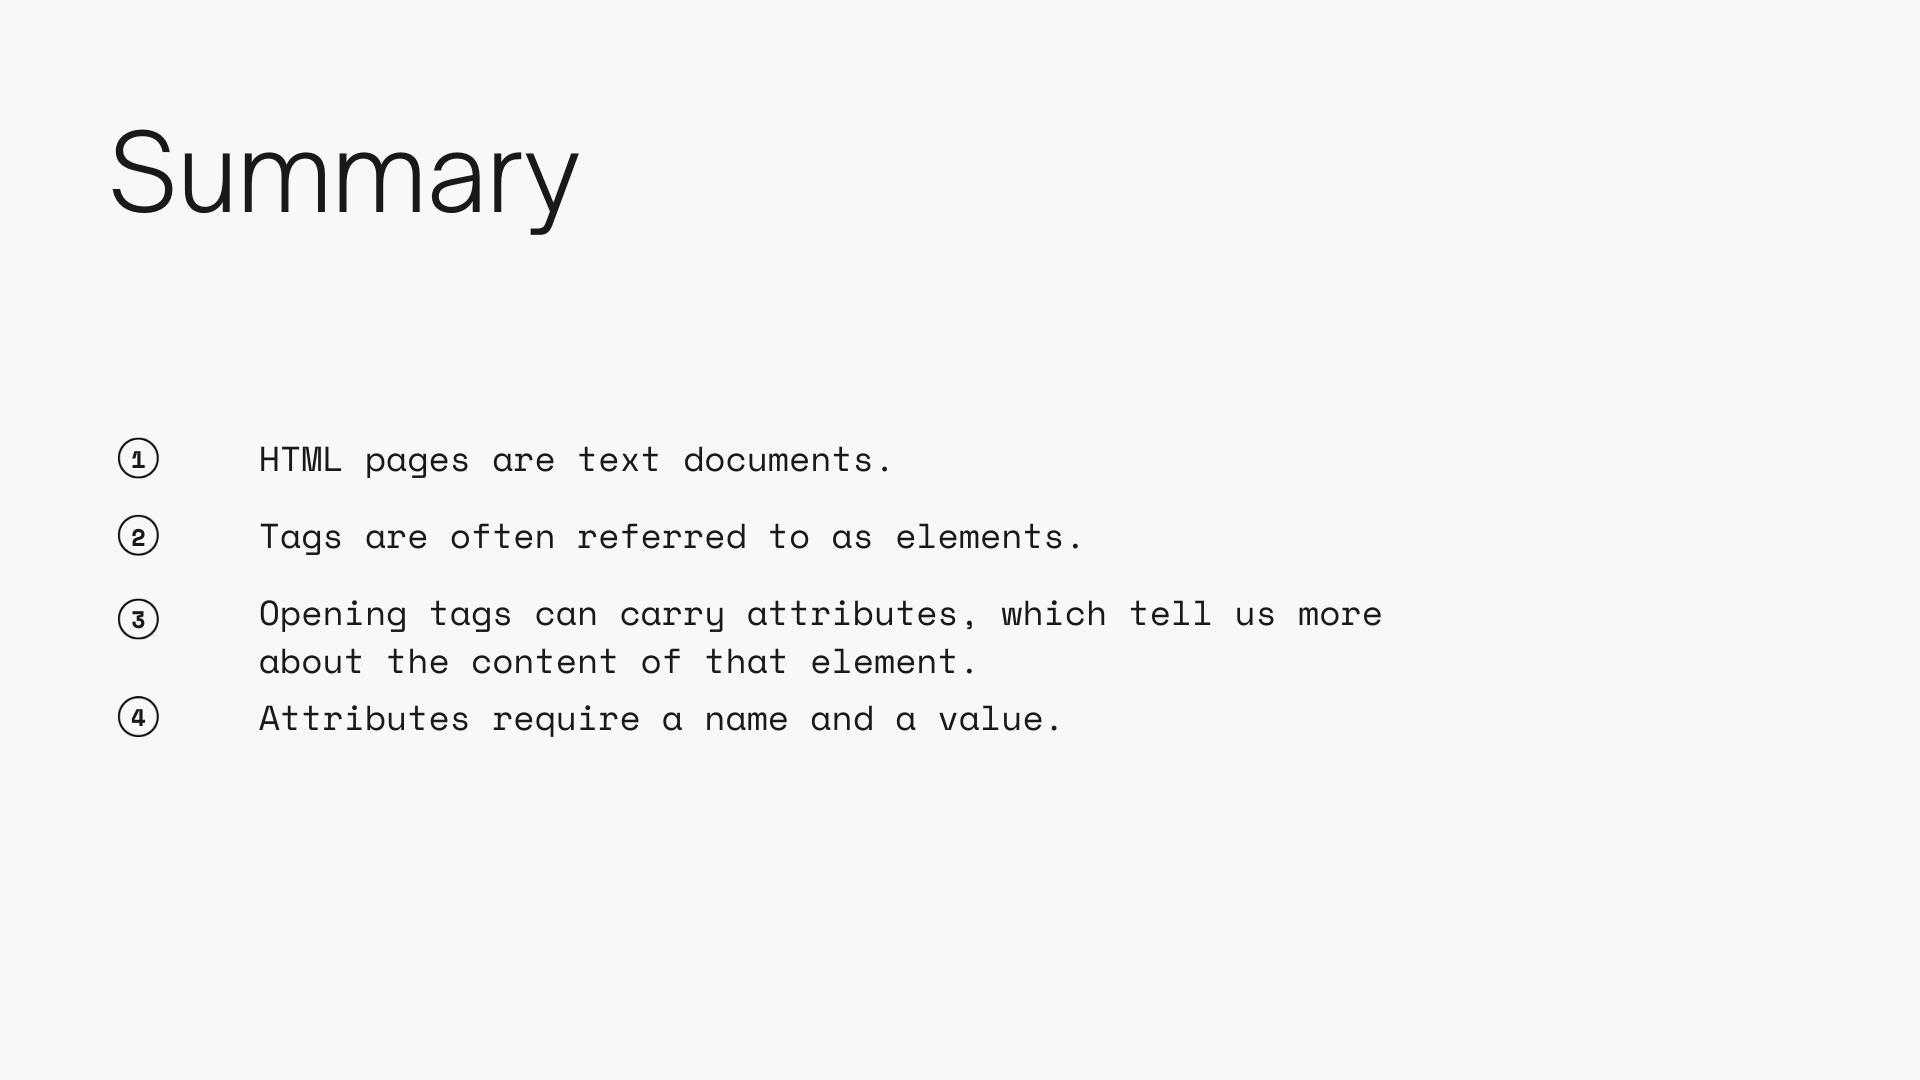 Summary
1 HTML pages are text documents.
2 Tags are often referred to as elements.
3 Opening tags can carry attributes, which tell us more
about the content of that element.
4 Attributes require a name and a value.